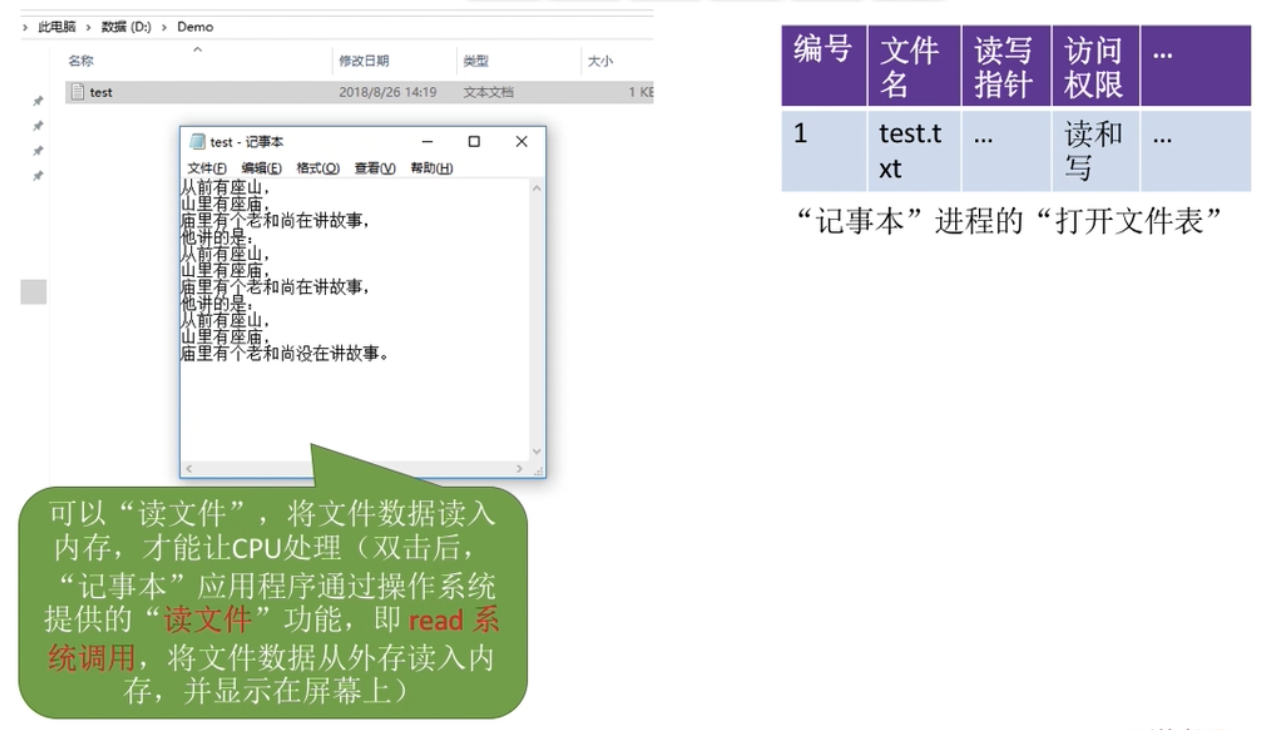 › 此电脑 › 数据 (D:) › Demo
名称 修改日期 类型 大小
test 2018/8/26 14:19 文本文档 1 KB
test - 记事本
文件(F) 编辑(E) 格式(O) 查看(V) 帮助(H)
从前有座山，
山里有座庙，
庙里有个老和尚在讲故事，
他讲的是：
从前有座山，
山里有座庙，
庙里有个老和尚在讲故事，
他讲的是：
从前有座山，
山里有座庙，
庙里有个老和尚没在讲故事。
可以“读文件”，将文件数据读入
内存，才能让CPU处理（双击后，
“记事本”应用程序通过操作系统
提供的“读文件”功能，即 read 系
统调用，将文件数据从外存读入内
存，并显示在屏幕上）
编号 文件 读写 访问 ...
名 指针 权限
1 test.t ... 读和 ...
xt 写
“记事本”进程的“打开文件表”